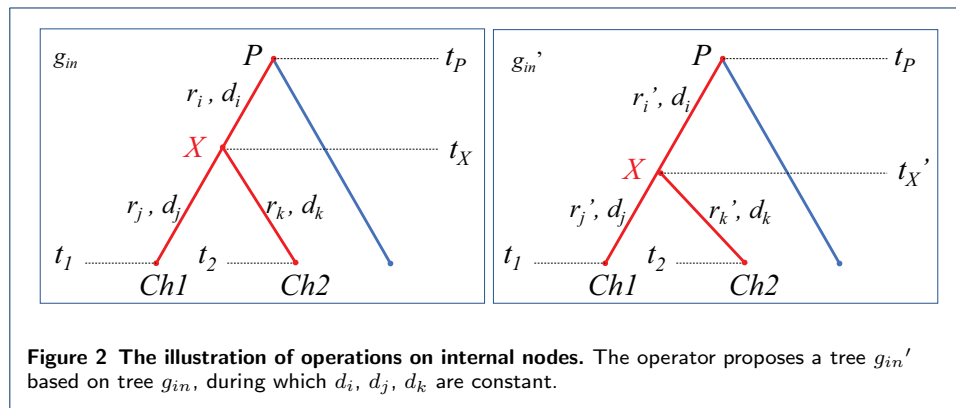 g_in
P
t_P
r_i , d_i
X
t_X
r_j , d_j
r_k , d_k
t_1
t_2
Ch1
Ch2
g_in’
P
t_P
r_i’, d_i
X
t_X’
r_j’, d_j
r_k’, d_k
t_1
t_2
Ch1
Ch2
Figure 2 The illustration of operations on internal nodes. The operator proposes a tree g_in′
based on tree g_in, during which d_i, d_j, d_k are constant.